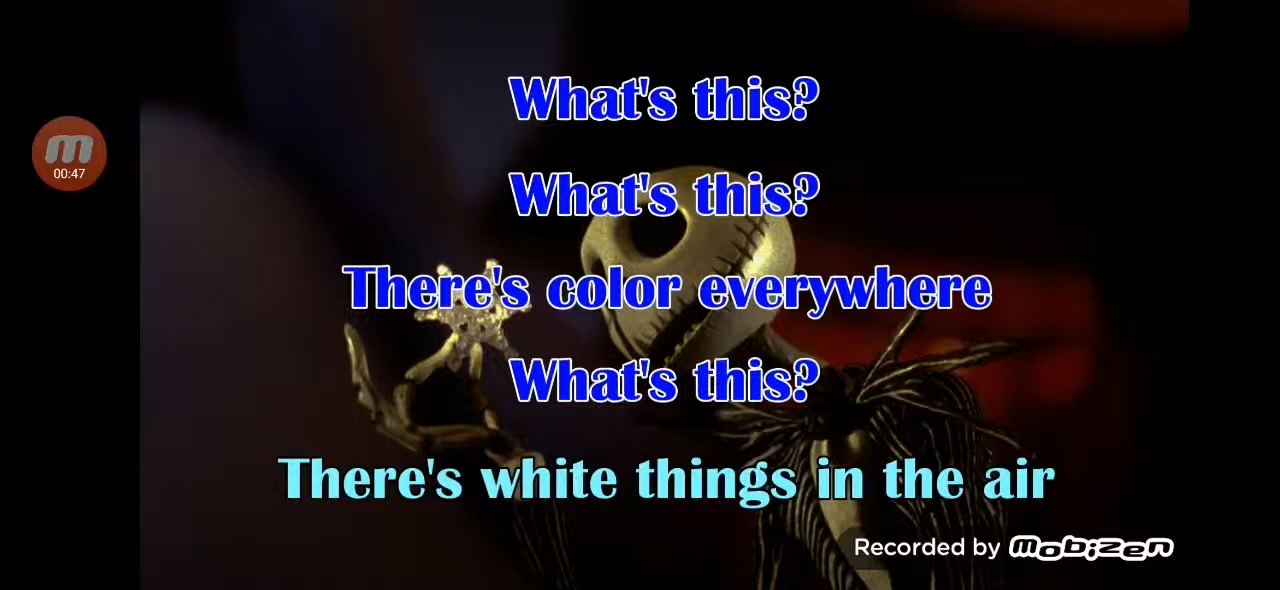 What's this?
What's this?
There's color everywhere
What's this?
There's white things in the air
m
00:47
Recorded by mobizen